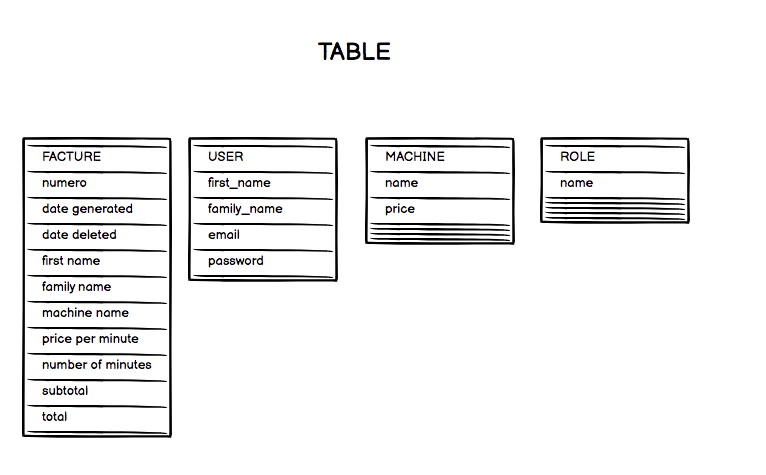 TABLE
FACTURE
numero
date generated
date deleted
first name
family name
machine name
price per minute
number of minutes
subtotal
total
USER
first_name
family_name
email
password
MACHINE
name
price
ROLE
name